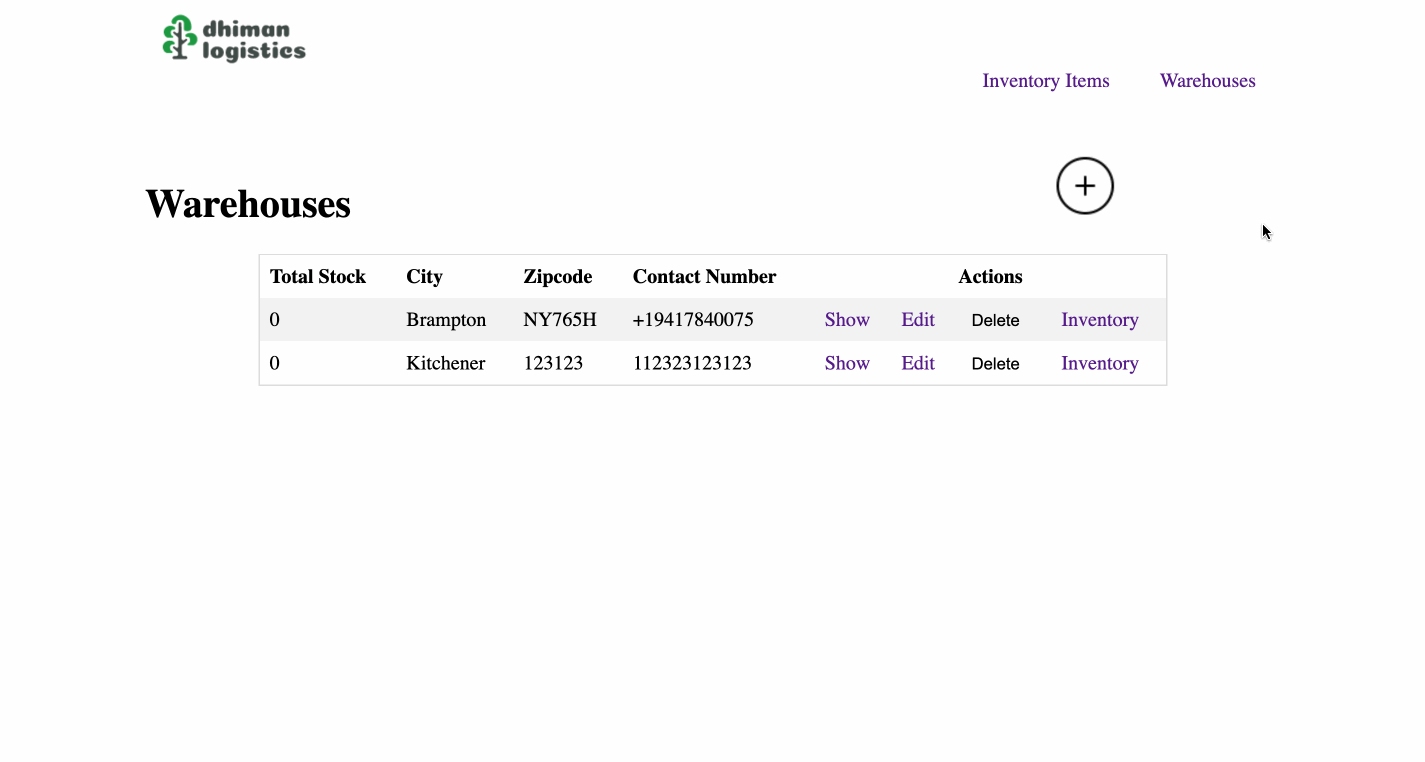 dhiman
logistics
Inventory Items Warehouses
Warehouses
Total Stock City Zipcode Contact Number Actions
0 Brampton NY765H +19417840075 Show Edit Delete Inventory
0 Kitchener 123123 112323123123 Show Edit Delete Inventory